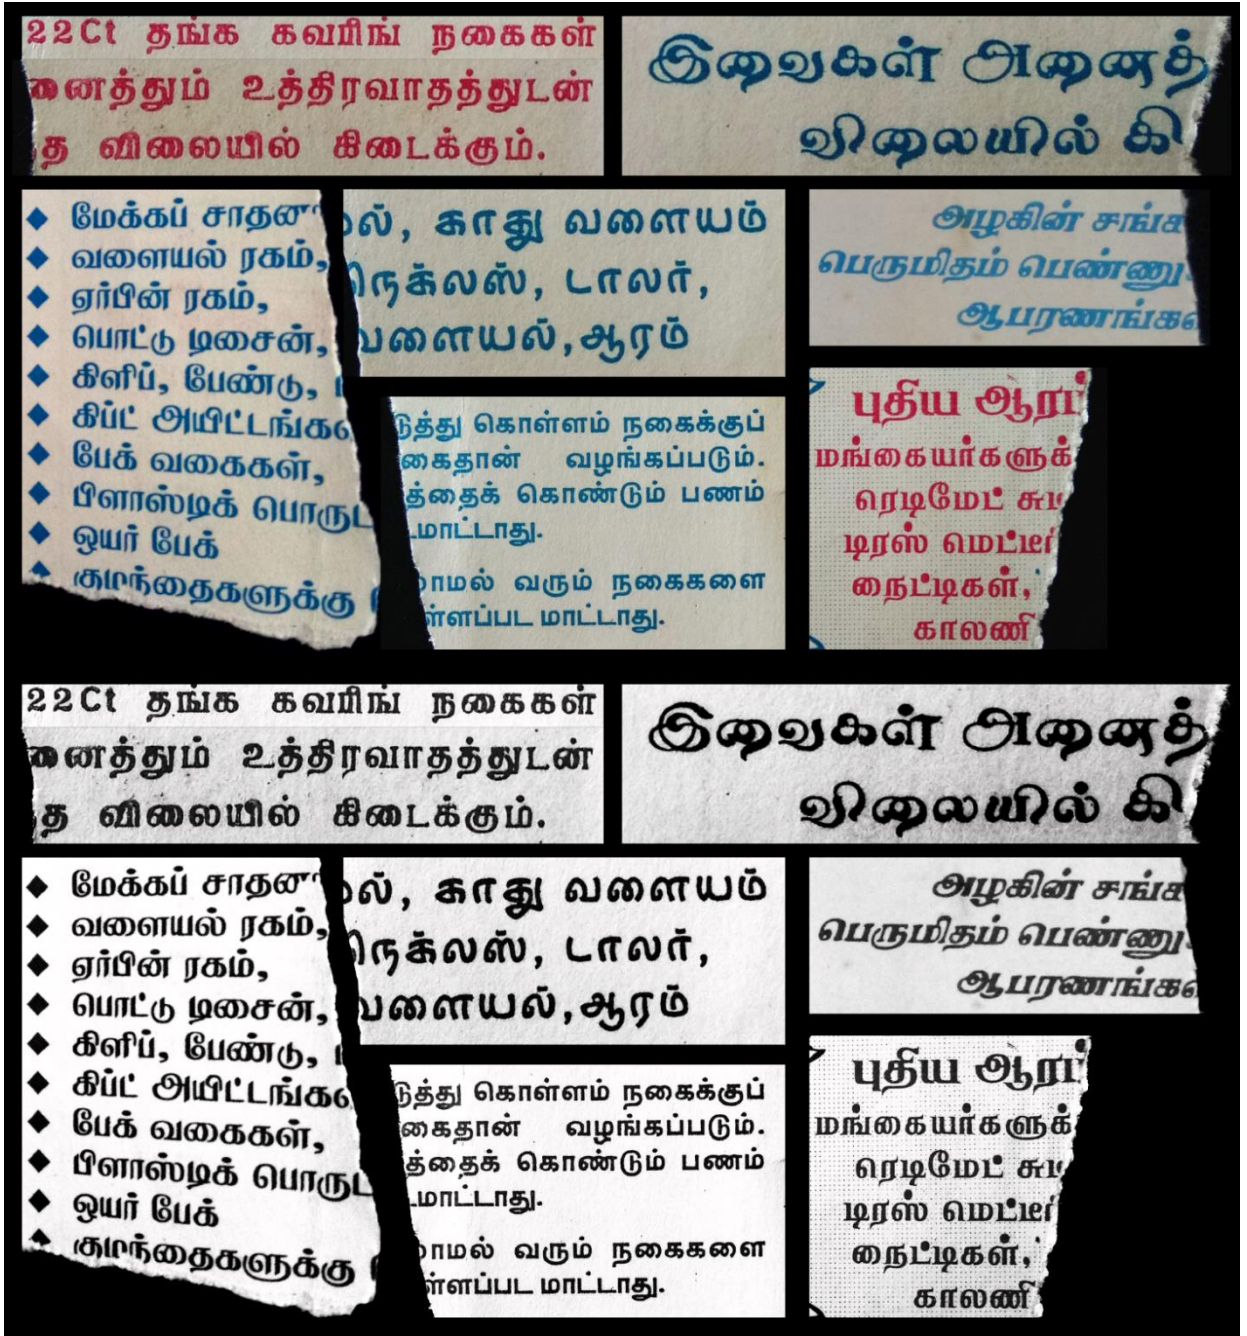 22Ct தங்க கவரிங் நகைகள்
னைத்தும் உத்திரவாதத்துடன்
த விலையில் கிடைக்கும்.
இவைகள் அனைத்
விலையில் கி
◆ மேக்கப் சாதன
◆ வளையல் ரகம்,
◆ ஏர்பின் ரகம்,
◆ பொட்டு டிசைன்,
◆ கிளிப், பேண்டு,
◆ கிப்ட் அயிட்டங்க
◆ பேக் வகைகள்,
◆ பிளாஸ்டிக் பொருட
◆ ஒயர் பேக்
◆ குழந்தைகளுக்கு
ல், காது வளையம்
நெக்லஸ், டாலர்,
வளையல்,ஆரம்
டுத்து கொள்ளம் நகைக்குப்
கைதான் வழங்கப்படும்.
த்தைக் கொண்டும் பணம்
மாட்டாது.
ாமல் வரும் நகைகளை
ள்ளப்பட மாட்டாது.
அழகின் சங்க
பெருமிதம் பெண்ணு
ஆபரணங்க
புதிய ஆரம்
மங்கையர்களுக்
ரெடிமேட் சு
டிரஸ் மெட்டீர்
நைட்டிகள்,
காலணி
22Ct தங்க கவரிங் நகைகள்
னைத்தும் உத்திரவாதத்துடன்
த விலையில் கிடைக்கும்.
இவைகள் அனைத்
விலையில் கி
◆ மேக்கப் சாதன
◆ வளையல் ரகம்,
◆ ஏர்பின் ரகம்,
◆ பொட்டு டிசைன்,
◆ கிளிப், பேண்டு,
◆ கிப்ட் அயிட்டங்க
◆ பேக் வகைகள்,
◆ பிளாஸ்டிக் பொருட
◆ ஒயர் பேக்
◆ குழந்தைகளுக்கு
ல், காது வளையம்
நெக்லஸ், டாலர்,
வளையல்,ஆரம்
டுத்து கொள்ளம் நகைக்குப்
கைதான் வழங்கப்படும்.
த்தைக் கொண்டும் பணம்
மாட்டாது.
ாமல் வரும் நகைகளை
ள்ளப்பட மாட்டாது.
அழகின் சங்க
பெருமிதம் பெண்ணு
ஆபரணங்க
புதிய ஆரம்
மங்கையர்களுக்
ரெடிமேட் சு
டிரஸ் மெட்டீர்
நைட்டிகள்,
காலணி